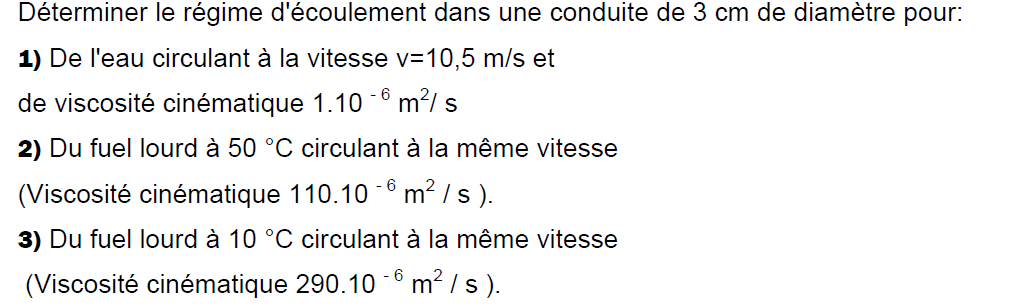 Déterminer le régime d'écoulement dans une conduite de 3 cm de diamètre pour:
1) De l'eau circulant à la vitesse v=10,5 m/s et
de viscosité cinématique 1.10 ⁻⁶ m²/ s
2) Du fuel lourd à 50 °C circulant à la même vitesse
(Viscosité cinématique 110.10 ⁻⁶ m² / s ).
3) Du fuel lourd à 10 °C circulant à la même vitesse
(Viscosité cinématique 290.10 ⁻⁶ m² / s ).